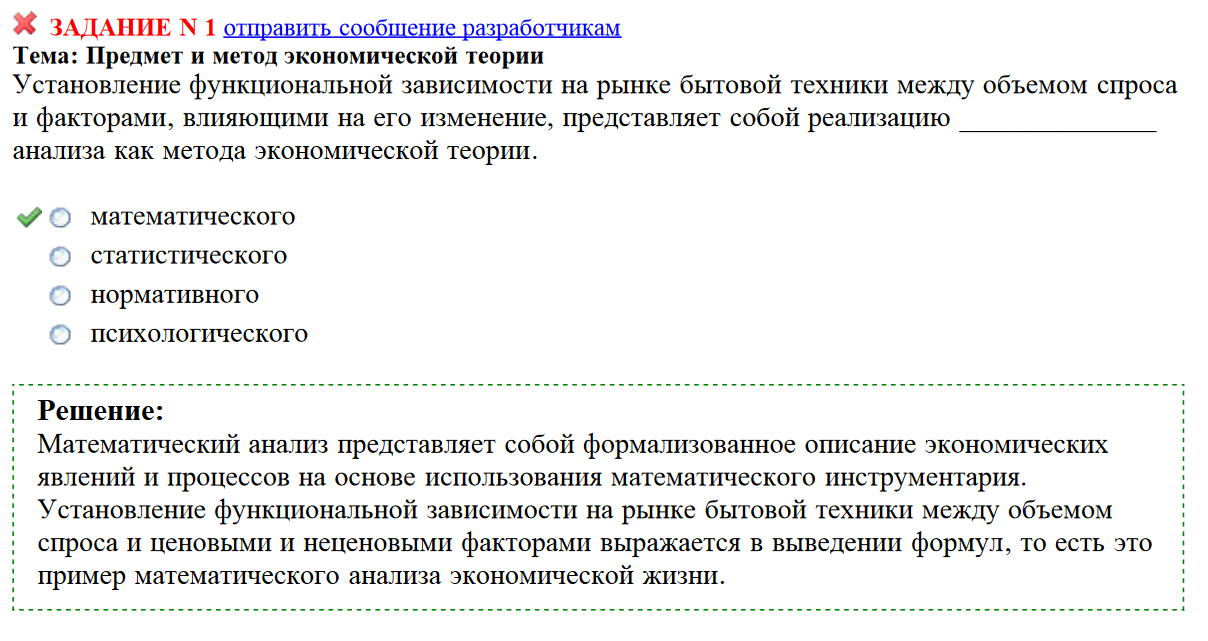 ЗАДАНИЕ N 1 отправить сообщение разработчикам
Тема: Предмет и метод экономической теории
Установление функциональной зависимости на рынке бытовой техники между объемом спроса
и факторами, влияющими на его изменение, представляет собой реализацию ______________
анализа как метода экономической теории.
математического
статистического
нормативного
психологического
Решение:
Математический анализ представляет собой формализованное описание экономических
явлений и процессов на основе использования математического инструментария.
Установление функциональной зависимости на рынке бытовой техники между объемом
спроса и ценовыми и неценовыми факторами выражается в выведении формул, то есть это
пример математического анализа экономической жизни.